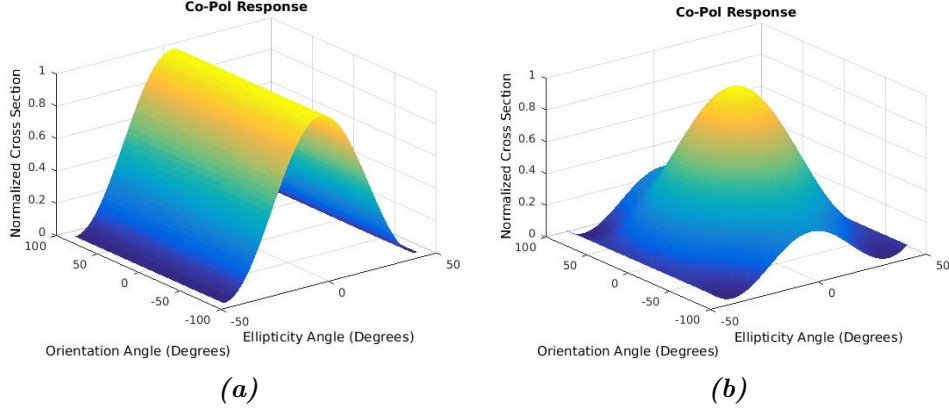 Co-Pol Response
1
0.8
0.6
0.4
0.2
0
Normalized Cross Section
100
50
0
-50
-100
Orientation Angle (Degrees)
-50
0
50
Ellipticity Angle (Degrees)
(a)
Co-Pol Response
1
0.8
0.6
0.4
0.2
0
Normalized Cross Section
100
50
0
-50
-100
Orientation Angle (Degrees)
-50
0
50
Ellipticity Angle (Degrees)
(b)